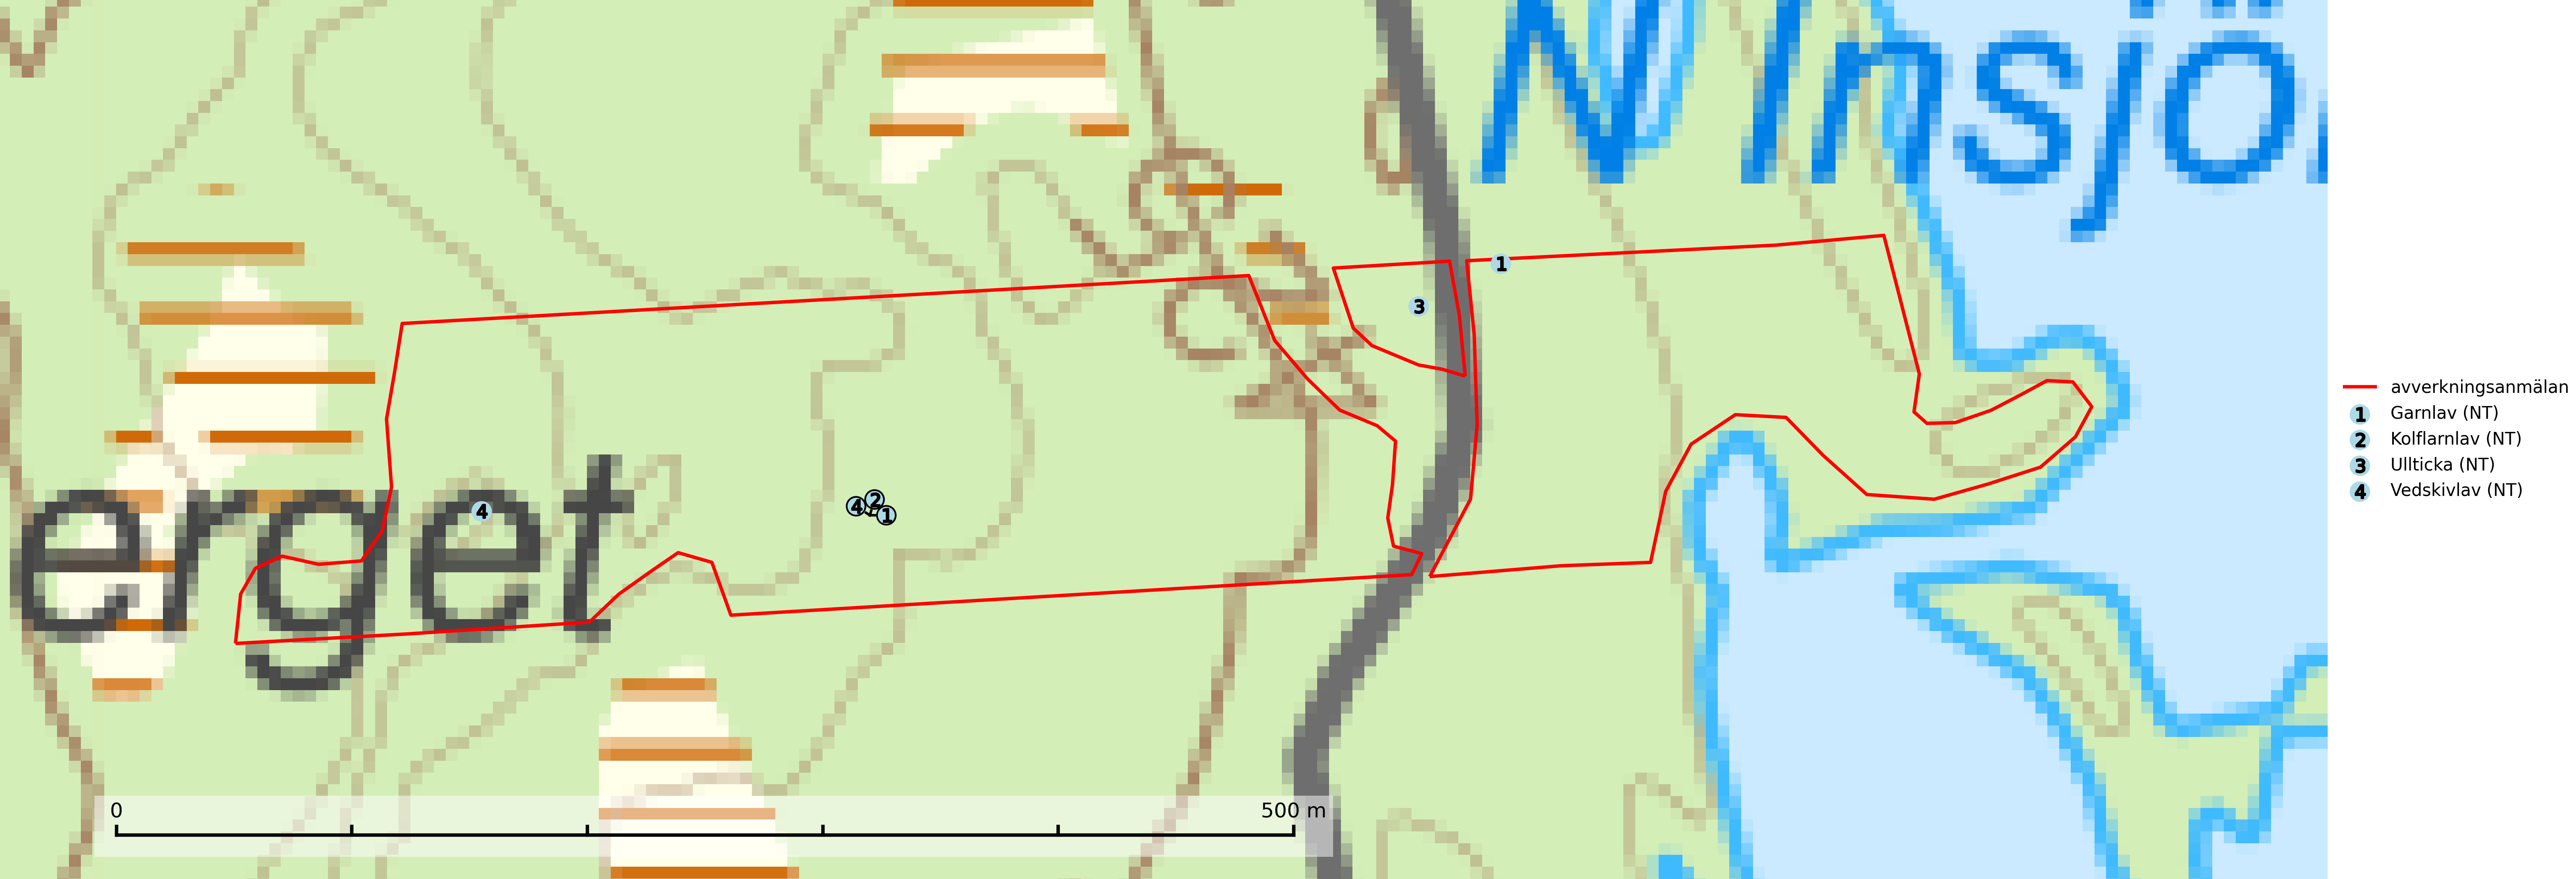 N Insjö
erget
1
3
4
4 2 1
0 500 m
avverkningsanmälan
1 Garnlav (NT)
2 Kolflarnlav (NT)
3 Ullticka (NT)
4 Vedskivlav (NT)